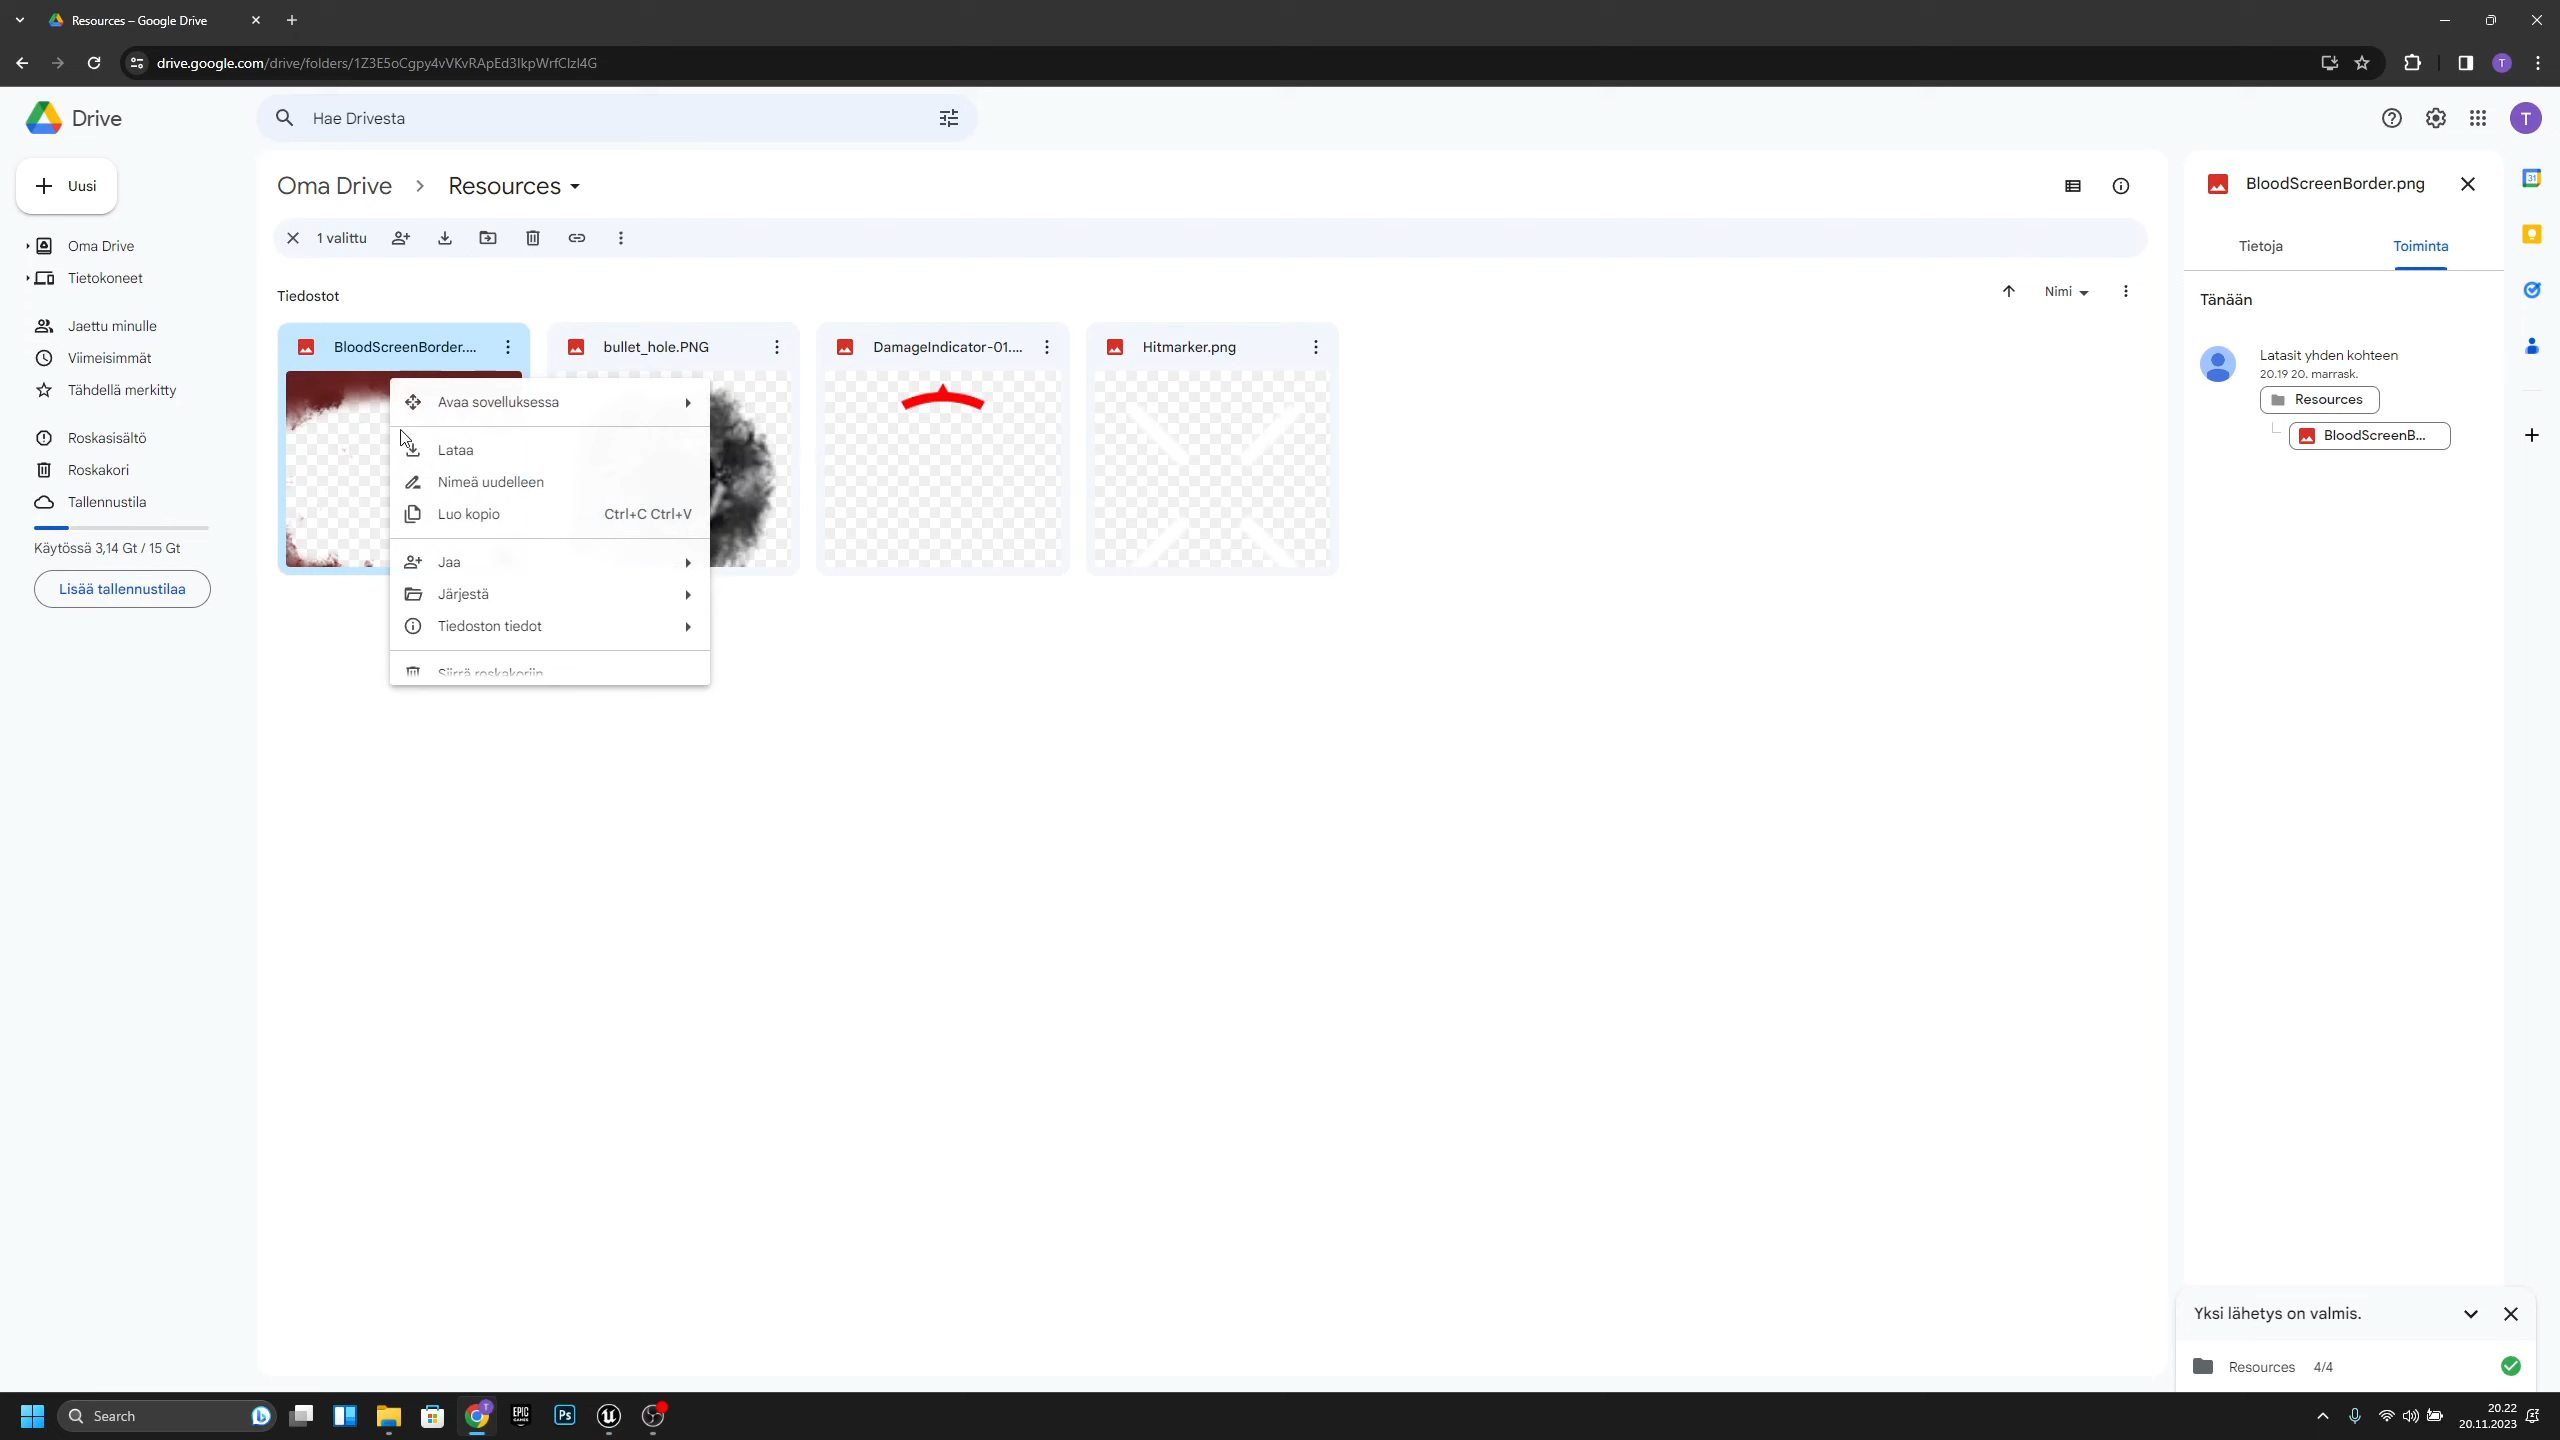 Resources – Google Drive
drive.google.com/drive/folders/1Z3E5oCgpy4vVKvRApEd3IkpWrfClzl4G
T
Drive
Hae Drivesta
T
Uusi
Oma Drive
Tietokoneet
Jaettu minulle
Viimeisimmät
Tähdellä merkitty
Roskasisältö
Roskakori
Tallennustila
Käytössä 3,14 Gt / 15 Gt
Lisää tallennustilaa
Oma Drive
Resources
1 valittu
Tiedostot
Nimi
BloodScreenBorder....
bullet_hole.PNG
DamageIndicator-01....
Hitmarker.png
Avaa sovelluksessa
Lataa
Nimeä uudelleen
Luo kopio Ctrl+C Ctrl+V
Jaa
Järjestä
Tiedoston tiedot
Siirrä roskakoriin
BloodScreenBorder.png
Tietoja
Toiminta
Tänään
Latasit yhden kohteen
20.19 20. marrask.
Resources
BloodScreenB...
31
Yksi lähetys on valmis.
Resources 4/4
Search
T
EPIC GAMES
Ps
20.22
20.11.2023